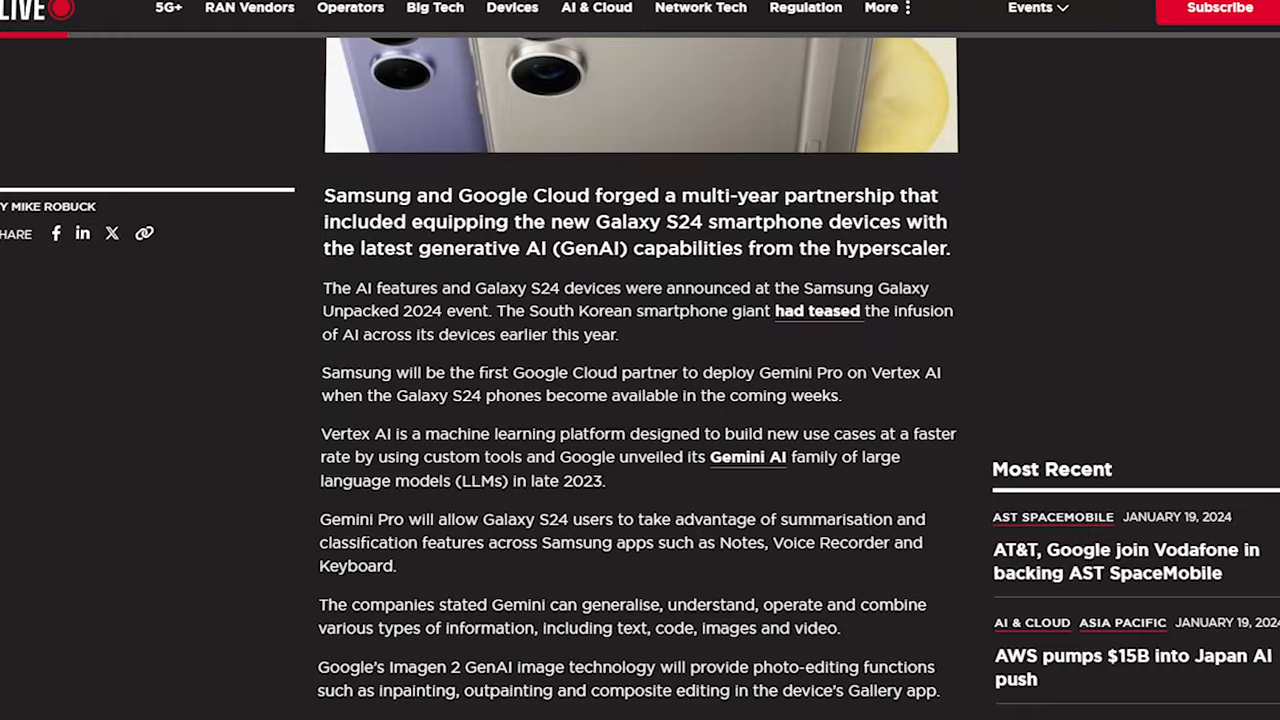 LIVE
5G+ RAN Vendors Operators Big Tech Devices AI & Cloud Network Tech Regulation More Events Subscribe
Y MIKE ROBUCK
HARE
Samsung and Google Cloud forged a multi-year partnership that
included equipping the new Galaxy S24 smartphone devices with
the latest generative AI (GenAI) capabilities from the hyperscaler.
The AI features and Galaxy S24 devices were announced at the Samsung Galaxy
Unpacked 2024 event. The South Korean smartphone giant had teased the infusion
of AI across its devices earlier this year.
Samsung will be the first Google Cloud partner to deploy Gemini Pro on Vertex AI
when the Galaxy S24 phones become available in the coming weeks.
Vertex AI is a machine learning platform designed to build new use cases at a faster
rate by using custom tools and Google unveiled its Gemini AI family of large
language models (LLMs) in late 2023.
Gemini Pro will allow Galaxy S24 users to take advantage of summarisation and
classification features across Samsung apps such as Notes, Voice Recorder and
Keyboard.
The companies stated Gemini can generalise, understand, operate and combine
various types of information, including text, code, images and video.
Google's Imagen 2 GenAI image technology will provide photo-editing functions
such as inpainting, outpainting and composite editing in the device's Gallery app.
Most Recent
AST SPACEMOBILE JANUARY 19, 2024
AT&T, Google join Vodafone in
backing AST SpaceMobile
AI & CLOUD ASIA PACIFIC JANUARY 19, 2024
AWS pumps $15B into Japan AI
push